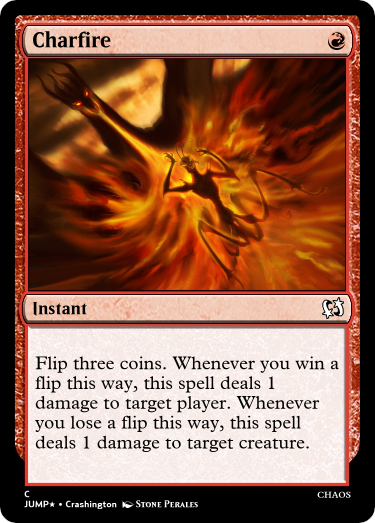 Charfire
Instant
Flip three coins. Whenever you win a
flip this way, this spell deals 1
damage to target player. Whenever
you lose a flip this way, this spell
deals 1 damage to target creature.
C
CHAOS
JUMP★ • Crashington Stone Perales